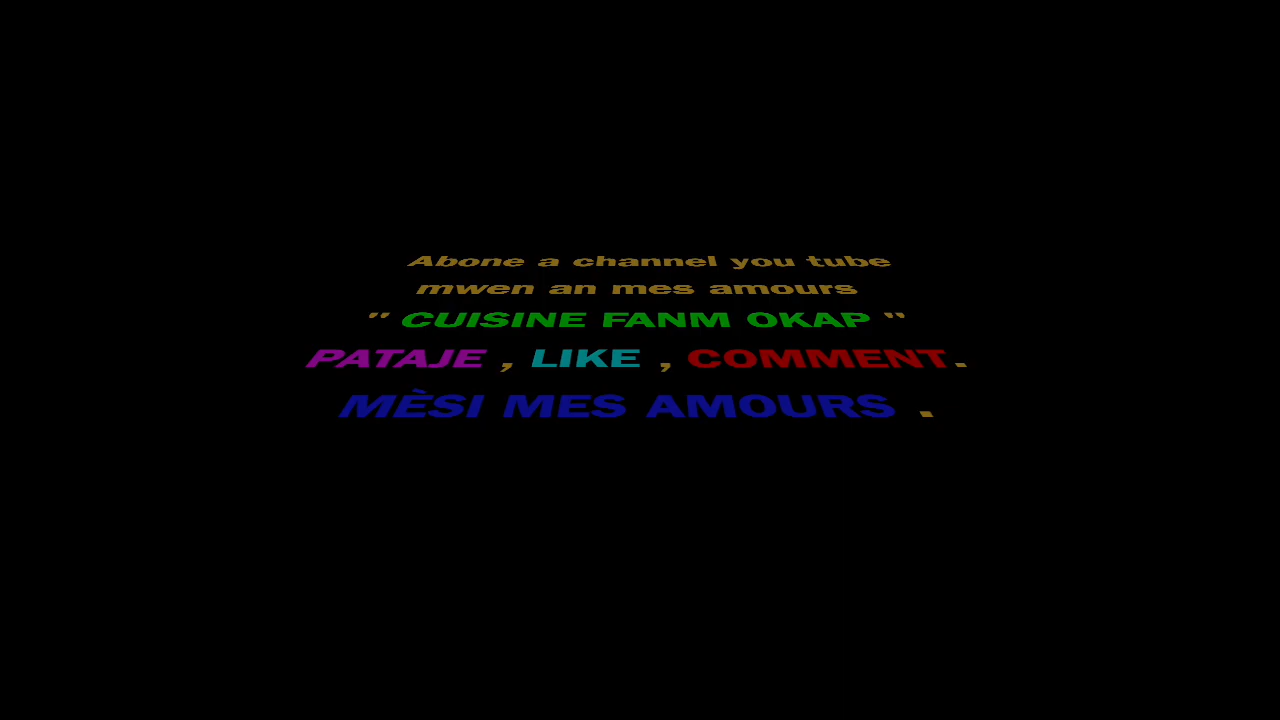 Abone a channel you tube
mwen an mes amours
" CUISINE FANM OKAP "
PATAJE , LIKE , COMMENT.
MÈSI MES AMOURS .